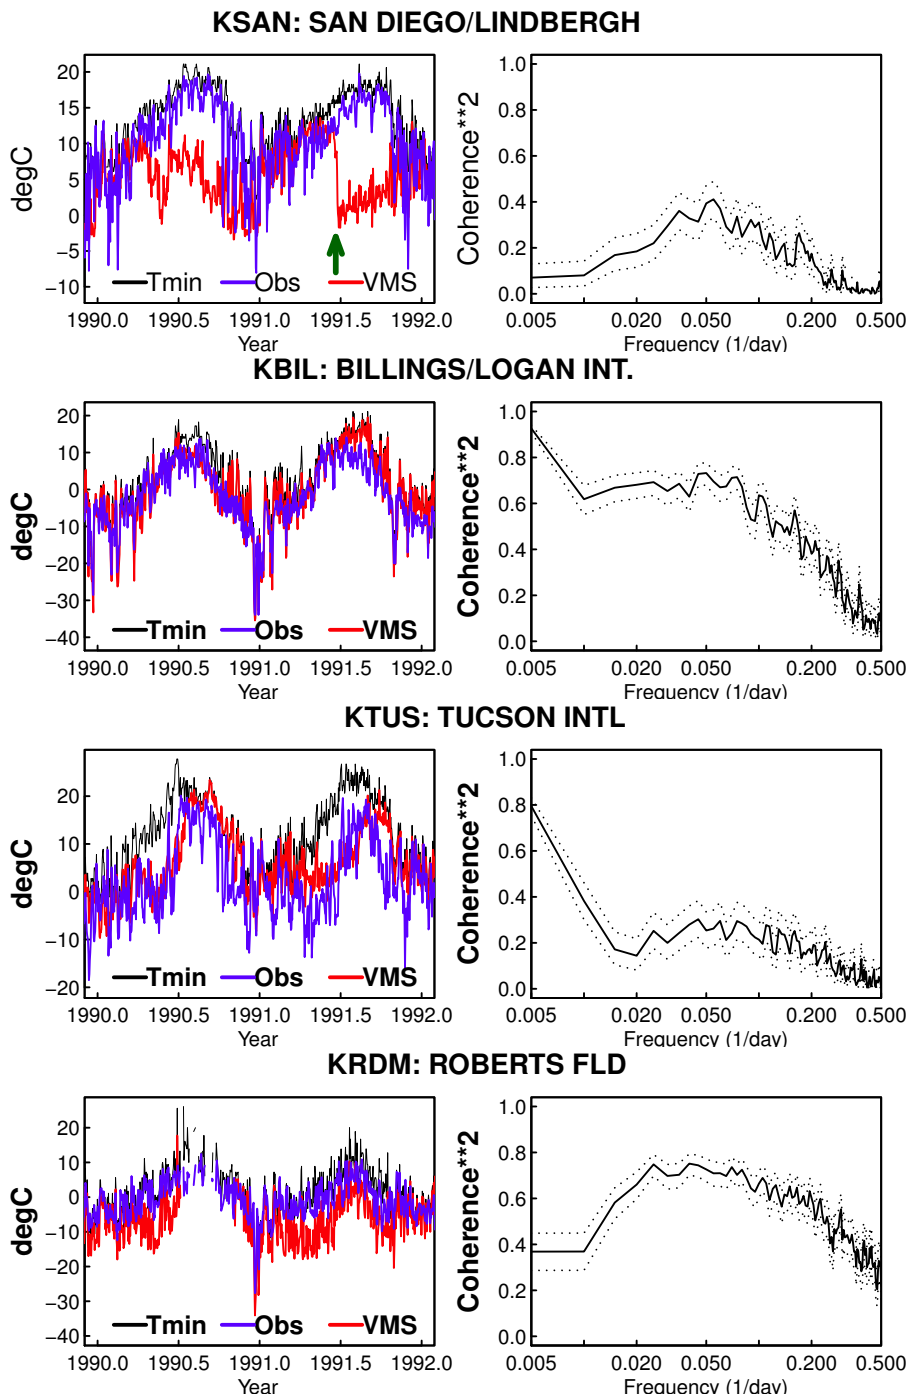 KSAN: SAN DIEGO/LINDBERGH
degC
20
15
10
5
0
−5
−10
Tmin Obs VMS
1990.0 1990.5 1991.0 1991.5 1992.0
Year
Coherence**2
1.0
0.8
0.6
0.4
0.2
0.0
0.005 0.020 0.050 0.200 0.500
Frequency (1/day)
KBIL: BILLINGS/LOGAN INT.
degC
20
10
0
−10
−20
−30
−40
Tmin Obs VMS
1990.0 1990.5 1991.0 1991.5 1992.0
Year
Coherence**2
1.0
0.8
0.6
0.4
0.2
0.0
0.005 0.020 0.050 0.200 0.500
Frequency (1/day)
KTUS: TUCSON INTL
degC
20
10
0
−10
−20
Tmin Obs VMS
1990.0 1990.5 1991.0 1991.5 1992.0
Year
Coherence**2
1.0
0.8
0.6
0.4
0.2
0.0
0.005 0.020 0.050 0.200 0.500
Frequency (1/day)
KRDM: ROBERTS FLD
degC
20
10
0
−10
−20
−30
−40
Tmin Obs VMS
1990.0 1990.5 1991.0 1991.5 1992.0
Year
Coherence**2
1.0
0.8
0.6
0.4
0.2
0.0
0.005 0.020 0.050 0.200 0.500
Frequency (1/day)